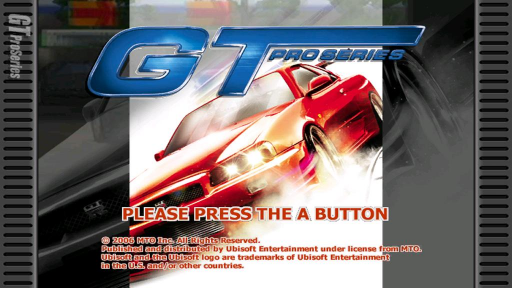 GT ProSeries
GT PRO SERIES
PLEASE PRESS THE A BUTTON
© 2006 MTO Inc. All Rights Reserved.
Published and distributed by Ubisoft Entertainment under license from MTO.
Ubisoft and the Ubisoft logo are trademarks of Ubisoft Entertainment
in the U.S. and/or other countries.